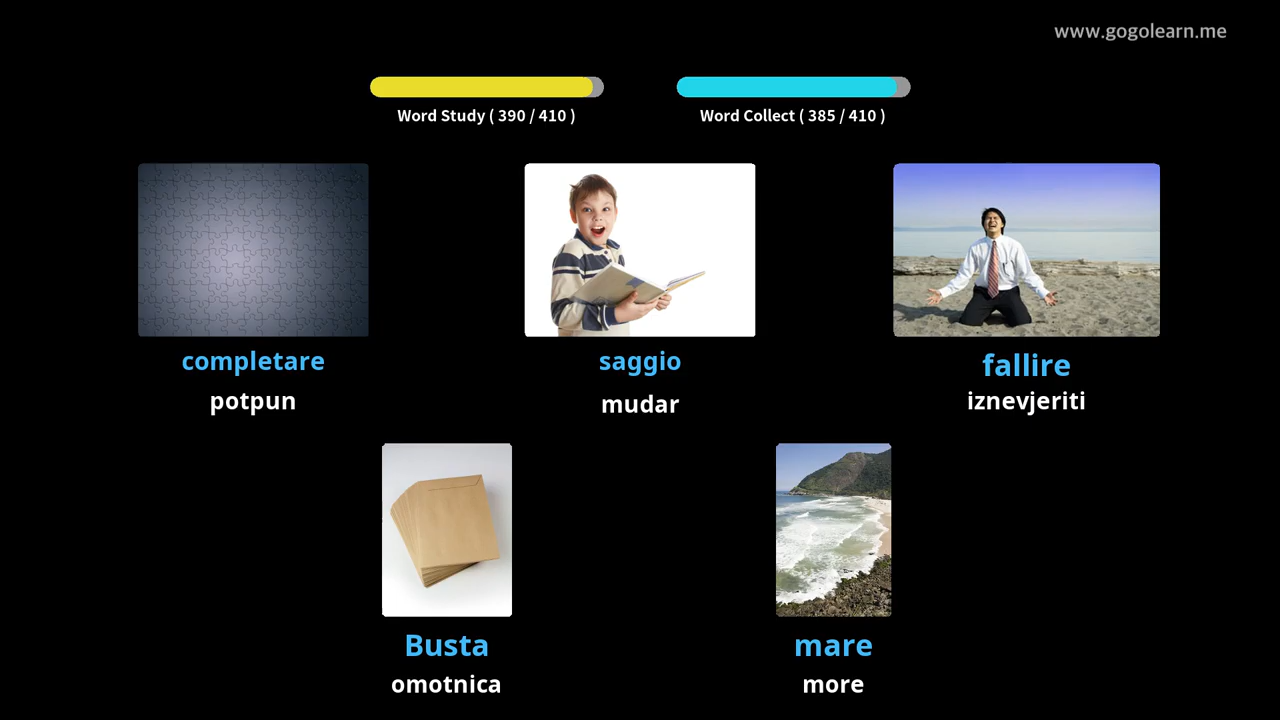 www.gogolearn.me
Word Study ( 390 / 410 )
Word Collect ( 385 / 410 )
completare
potpun
saggio
mudar
fallire
iznevjeriti
Busta
omotnica
mare
more